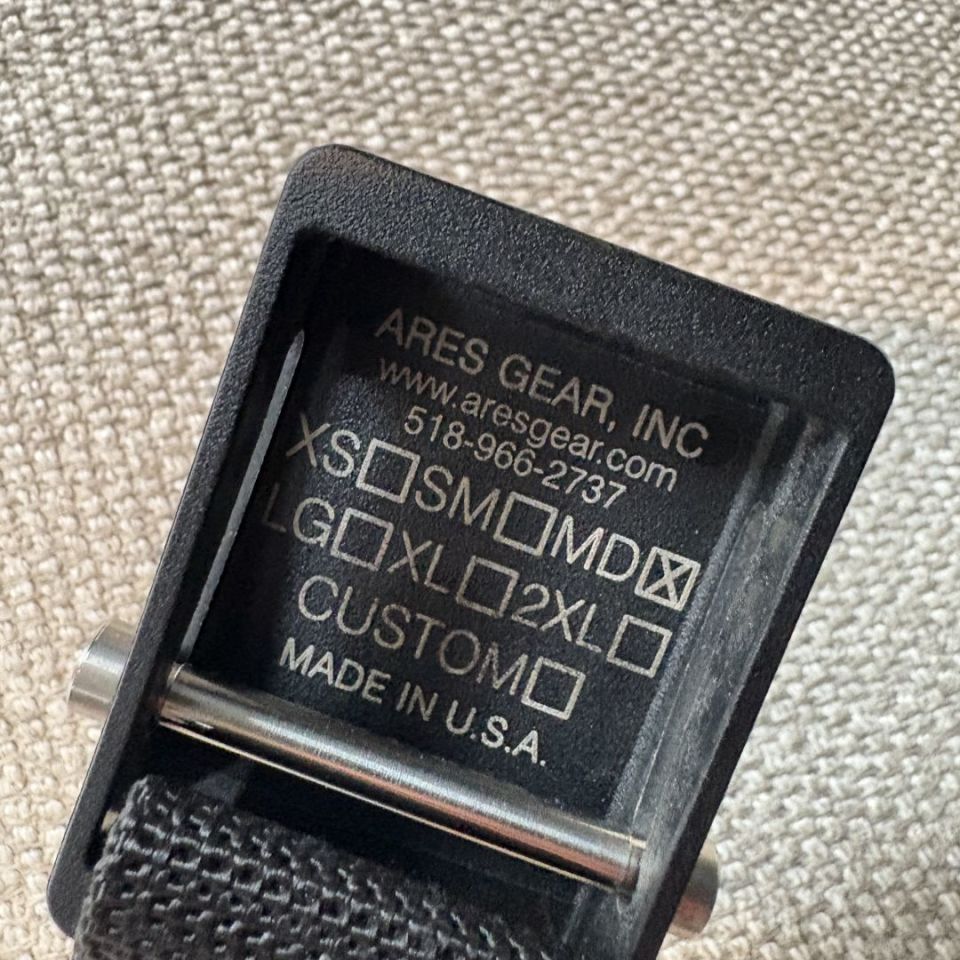 ARES GEAR, INC
www.aresgear.com
518-966-2737
XS☐SM☐MD☒
LG☐XL☐2XL☐
CUSTOM☐
MADE IN U.S.A.